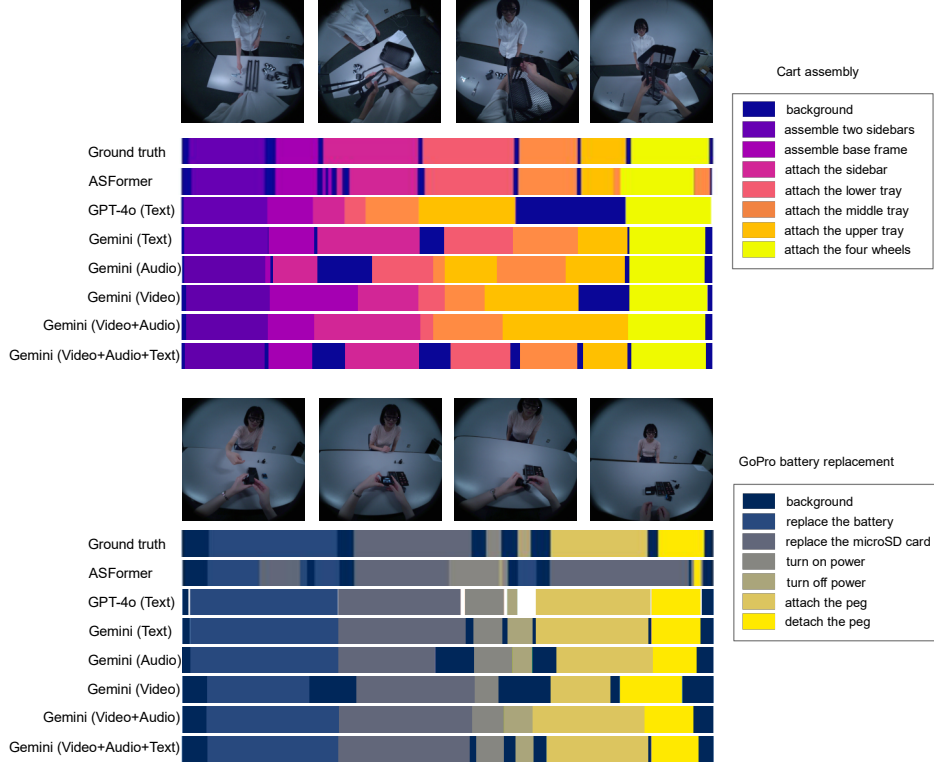 Cart assembly
background
assemble two sidebars
assemble base frame
attach the sidebar
attach the lower tray
attach the middle tray
attach the upper tray
attach the four wheels
Ground truth
ASFormer
GPT-4o (Text)
Gemini (Text)
Gemini (Audio)
Gemini (Video)
Gemini (Video+Audio)
Gemini (Video+Audio+Text)
GoPro battery replacement
background
replace the battery
replace the microSD card
turn on power
turn off power
attach the peg
detach the peg
Ground truth
ASFormer
GPT-4o (Text)
Gemini (Text)
Gemini (Audio)
Gemini (Video)
Gemini (Video+Audio)
Gemini (Video+Audio+Text)